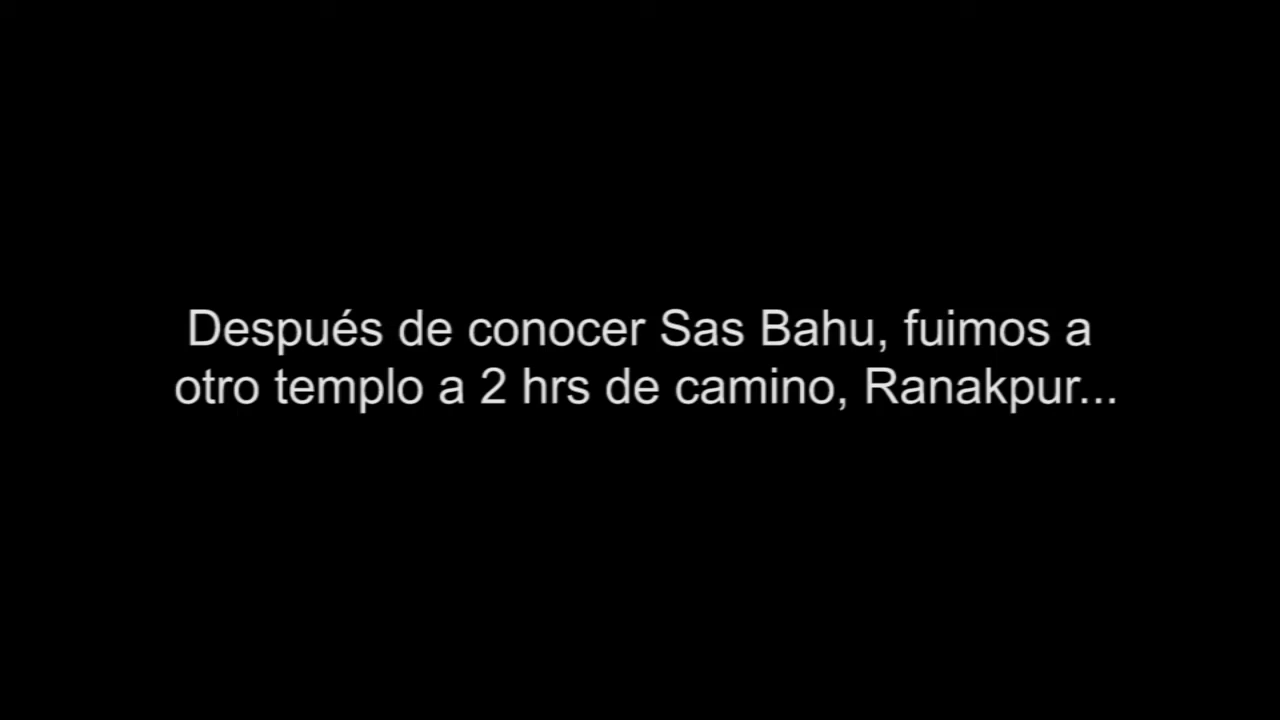 Después de conocer Sas Bahu, fuimos a
otro templo a 2 hrs de camino, Ranakpur...